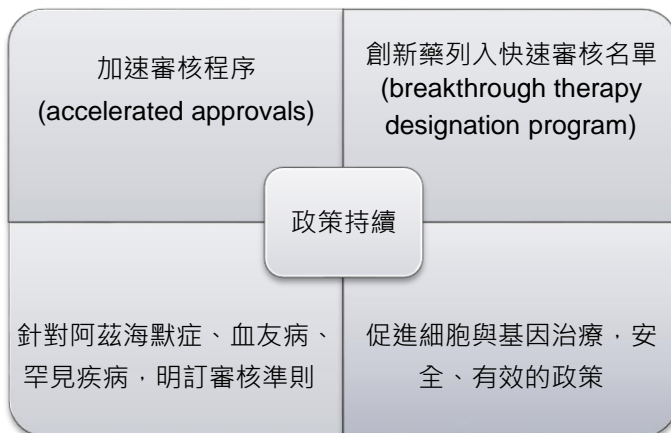 加速審核程序
(accelerated approvals)
創新藥列入快速審核名單
(breakthrough therapy
designation program)
政策持續
針對阿茲海默症、血友病、
罕見疾病，明訂審核準則
促進細胞與基因治療，安
全、有效的政策